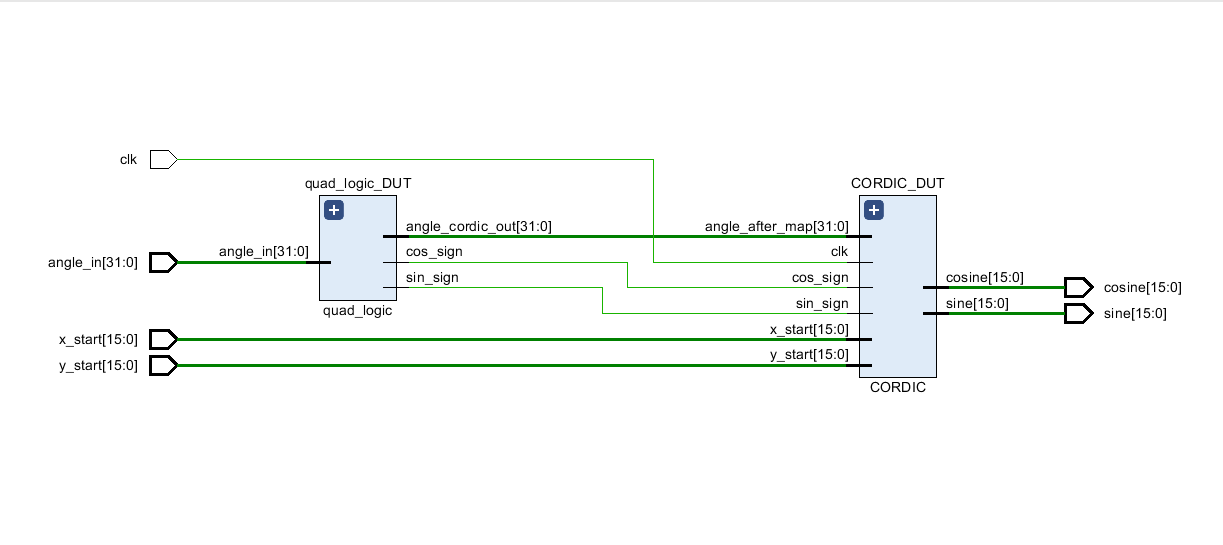 clk
quad_logic_DUT
CORDIC_DUT
angle_cordic_out[31:0]
angle_after_map[31:0]
angle_in[31:0]
angle_in[31:0]
cos_sign
clk
sin_sign
cos_sign
cosine[15:0]
cosine[15:0]
quad_logic
sin_sign
sine[15:0]
sine[15:0]
x_start[15:0]
x_start[15:0]
y_start[15:0]
y_start[15:0]
CORDIC